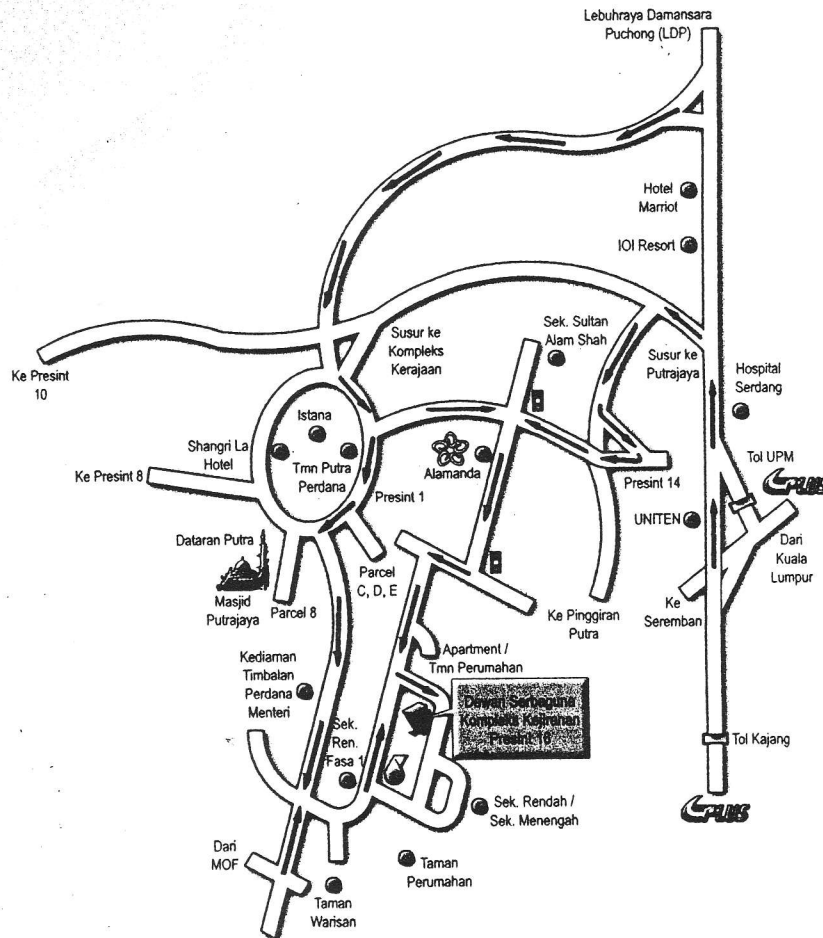 Lebuhraya Damansara
Puchong (LDP)
Hotel
Marriot
IOI Resort
Sek. Sultan
Alam Shah
Susur ke
Kompleks
Kerajaan
Susur ke
Putrajaya
Hospital
Serdang
Ke Presint
10
Istana
Shangri La
Hotel
Tmn Putra
Perdana
Alamanda
Tol UPM
PLUS
Ke Presint 8
Presint 1
Presint 14
UNITEN
Dari
Kuala
Lumpur
Dataran Putra
Masjid
Putrajaya
Parcel 8
Parcel
C, D, E
Ke Pinggiran
Putra
Ke
Seremban
Apartment /
Tmn Perumahan
Kediaman
Timbalan
Perdana
Menteri
Dewan Serbaguna
Kompleks Kejiranan
Presint 16
Sek.
Ren.
Fasa 1
Tol Kajang
PLUS
Sek. Rendah /
Sek. Menengah
Dari
MOF
Taman
Perumahan
Taman
Warisan